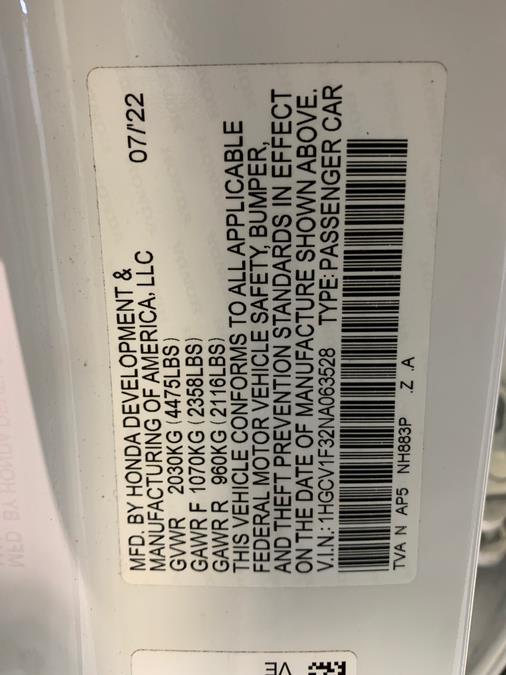 MFD. BY HONDA DEVELOPMENT & 07/'22
MANUFACTURING OF AMERICA, LLC
GVWR 2030KG (4475LBS)
GAWR F 1070KG (2358LBS)
GAWR R 960KG (2116LBS)
THIS VEHICLE CONFORMS TO ALL APPLICABLE
FEDERAL MOTOR VEHICLE SAFETY, BUMPER,
AND THEFT PREVENTION STANDARDS IN EFFECT
ON THE DATE OF MANUFACTURE SHOWN ABOVE.
V.I.N.: 1HGCV1F32NA063528 TYPE: PASSENGER CAR
TVA N AP5 NH883P .Z .A
VE